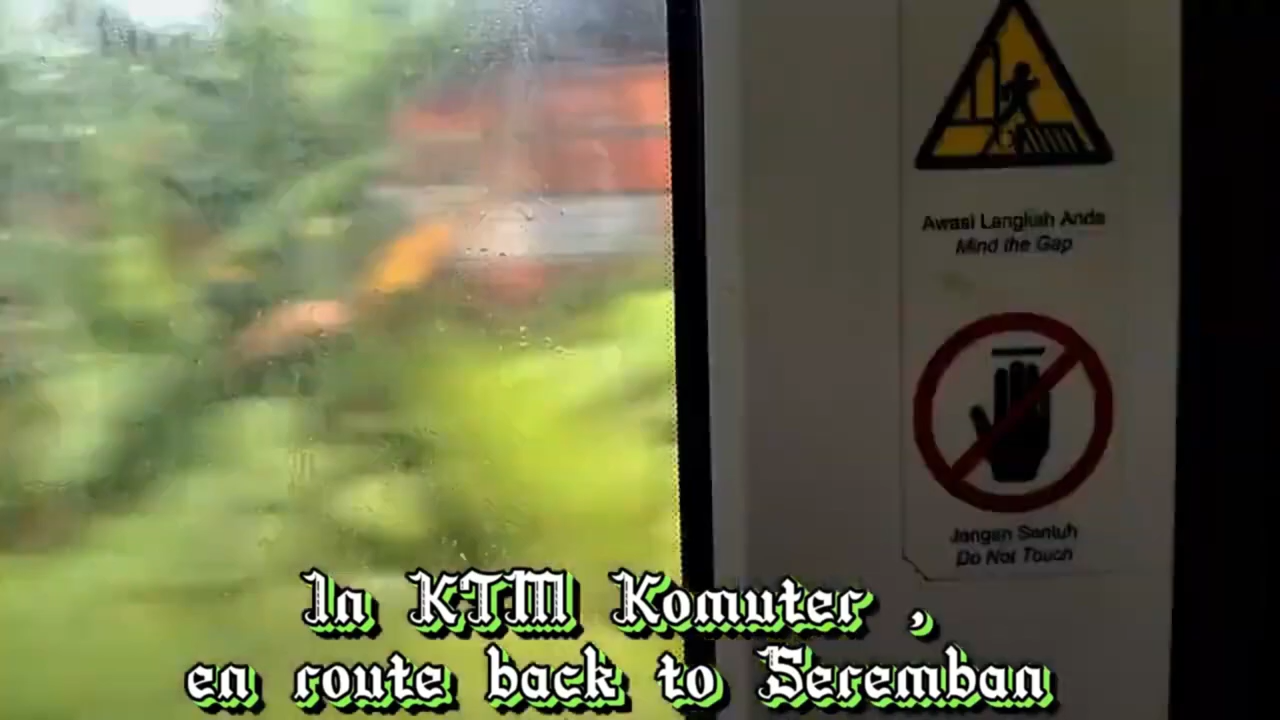 Awasi Langkah Anda
Mind the Gap
Jangan Sentuh
Do Not Touch
In KTM Komuter ,
en route back to Seremban